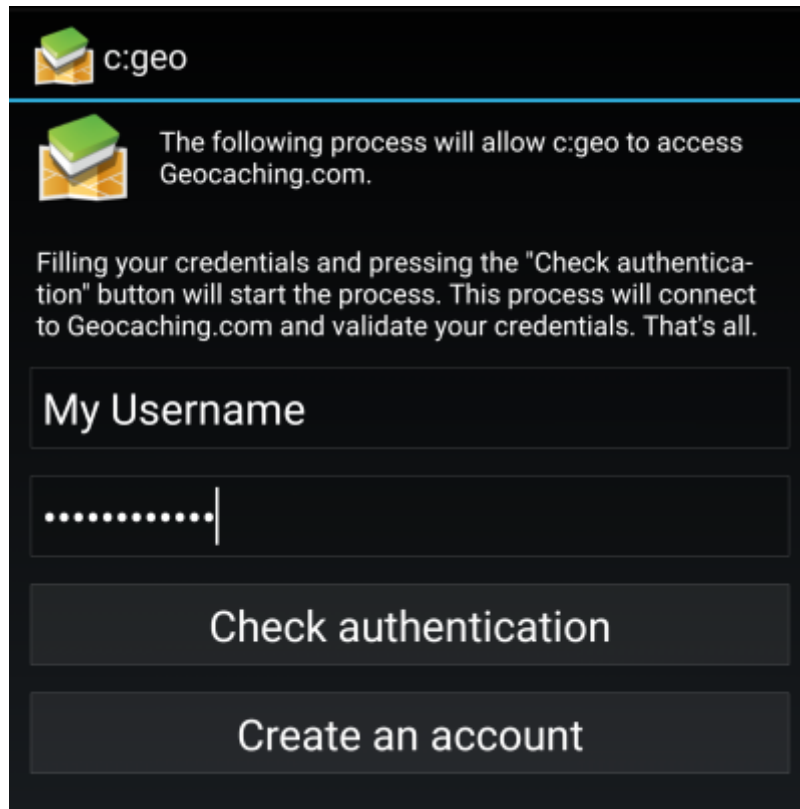 c:geo
The following process will allow c:geo to access
Geocaching.com.
Filling your credentials and pressing the "Check authentica-
tion" button will start the process. This process will connect
to Geocaching.com and validate your credentials. That's all.
My Username
••••••••••••
Check authentication
Create an account